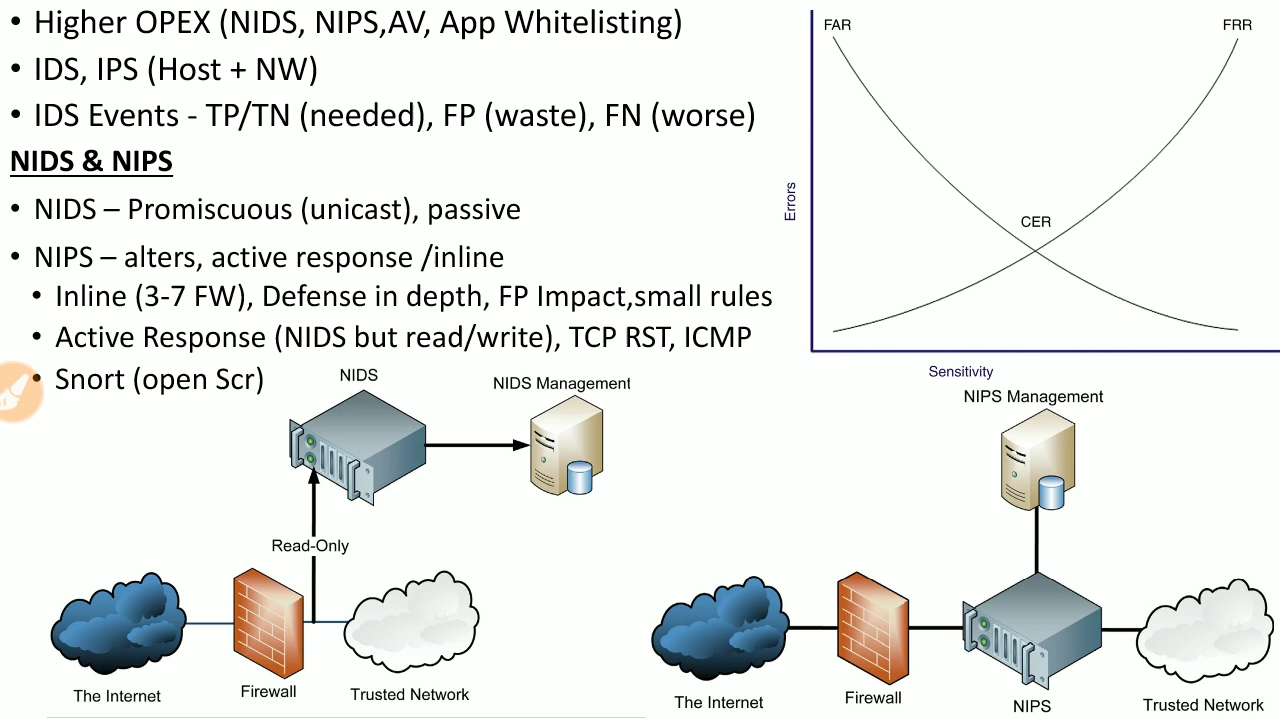 • Higher OPEX (NIDS, NIPS,AV, App Whitelisting)
• IDS, IPS (Host + NW)
• IDS Events - TP/TN (needed), FP (waste), FN (worse)
NIDS & NIPS
• NIDS – Promiscuous (unicast), passive
• NIPS – alters, active response /inline
• Inline (3-7 FW), Defense in depth, FP Impact,small rules
• Active Response (NIDS but read/write), TCP RST, ICMP
• Snort (open Scr)
FAR
FRR
CER
Errors
Sensitivity
NIDS
NIDS Management
Read-Only
The Internet
Firewall
Trusted Network
NIPS Management
The Internet
Firewall
NIPS
Trusted Network